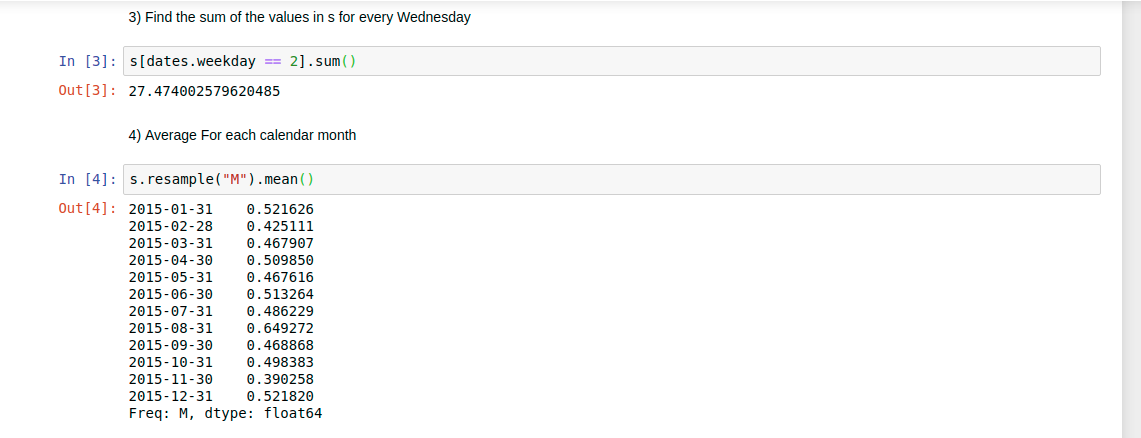 3) Find the sum of the values in s for every Wednesday
In [3]: s[dates.weekday == 2].sum()
Out[3]: 27.474002579620485
4) Average For each calendar month
In [4]: s.resample("M").mean()
Out[4]: 2015-01-31    0.521626
2015-02-28    0.425111
2015-03-31    0.467907
2015-04-30    0.509850
2015-05-31    0.467616
2015-06-30    0.513264
2015-07-31    0.486229
2015-08-31    0.649272
2015-09-30    0.468868
2015-10-31    0.498383
2015-11-30    0.390258
2015-12-31    0.521820
Freq: M, dtype: float64